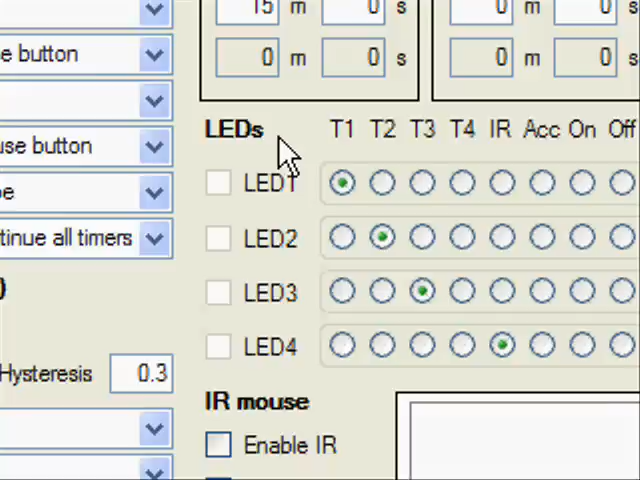 15 m 0 s 0 m 0 s
e button
0 m 0 s 0 m 0 s
LEDs T1 T2 T3 T4 IR Acc On Off
use button
LED1
pe
tinue all timers
LED2
)
LED3
LED4
Hysteresis 0.3
IR mouse
Enable IR